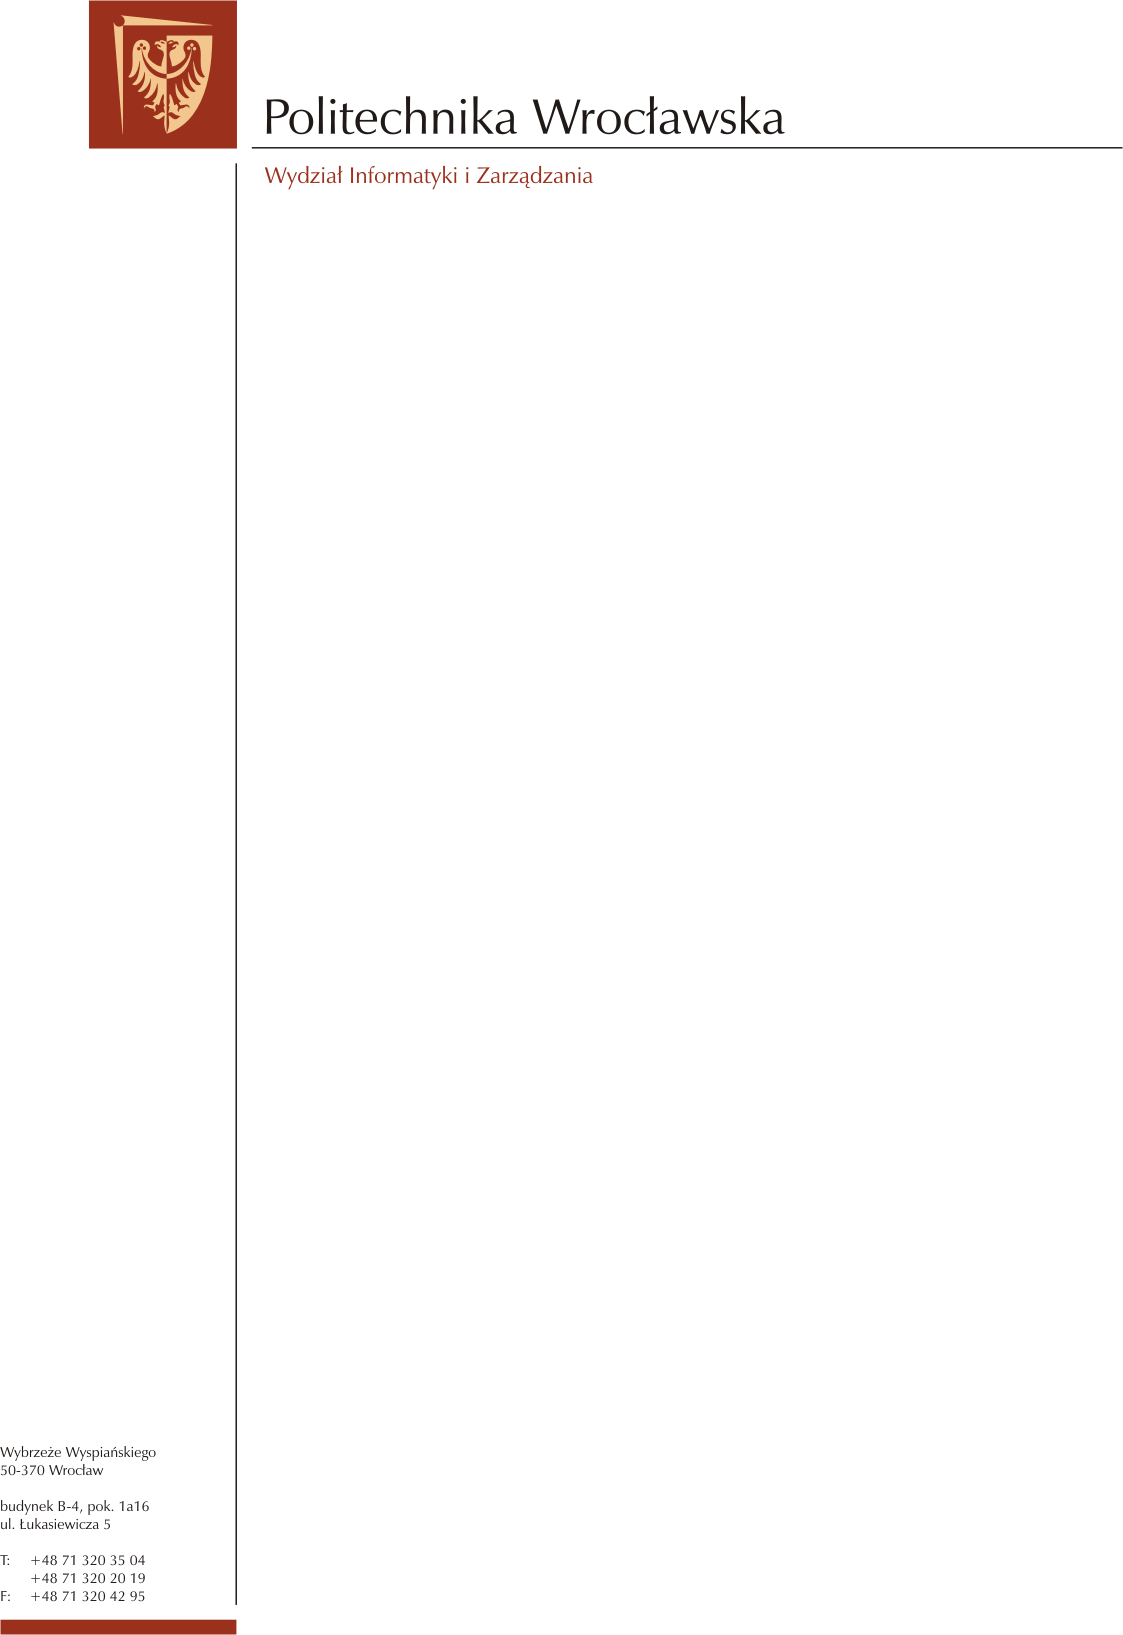 Politechnika Wrocławska
Wydział Informatyki i Zarządzania
Wybrzeże Wyspiańskiego
50-370 Wrocław
budynek B-4, pok. 1a16
ul. Łukasiewicza 5
T: +48 71 320 35 04
+48 71 320 20 19
F: +48 71 320 42 95